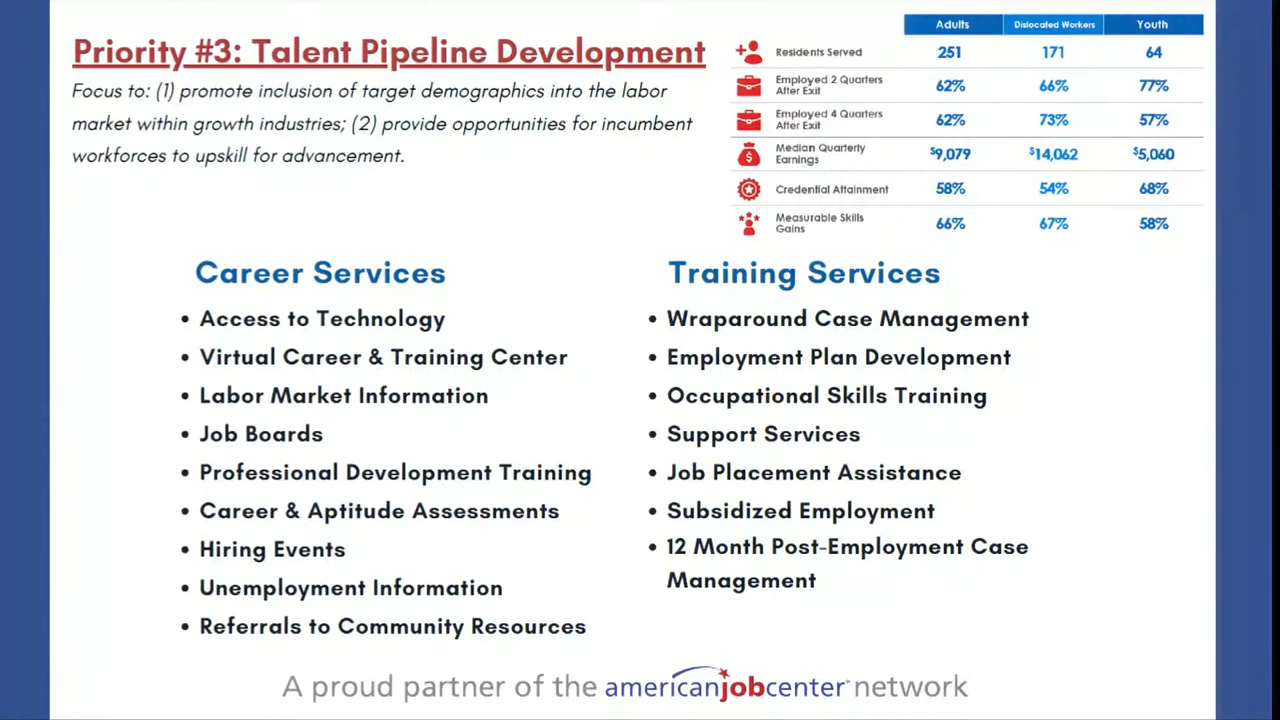 Priority #3: Talent Pipeline Development
Focus to: (1) promote inclusion of target demographics into the labor
market within growth industries; (2) provide opportunities for incumbent
workforces to upskill for advancement.
Adults Dislocated Workers Youth
Residents Served 251 171 64
Employed 2 Quarters
After Exit 62% 66% 77%
Employed 4 Quarters
After Exit 62% 73% 57%
Median Quarterly
Earnings $9,079 $14,062 $5,060
Credential Attainment 58% 54% 68%
Measurable Skills
Gains 66% 67% 58%
Career Services
• Access to Technology
• Virtual Career & Training Center
• Labor Market Information
• Job Boards
• Professional Development Training
• Career & Aptitude Assessments
• Hiring Events
• Unemployment Information
• Referrals to Community Resources
Training Services
• Wraparound Case Management
• Employment Plan Development
• Occupational Skills Training
• Support Services
• Job Placement Assistance
• Subsidized Employment
• 12 Month Post-Employment Case
Management
A proud partner of the americanjobcenter network